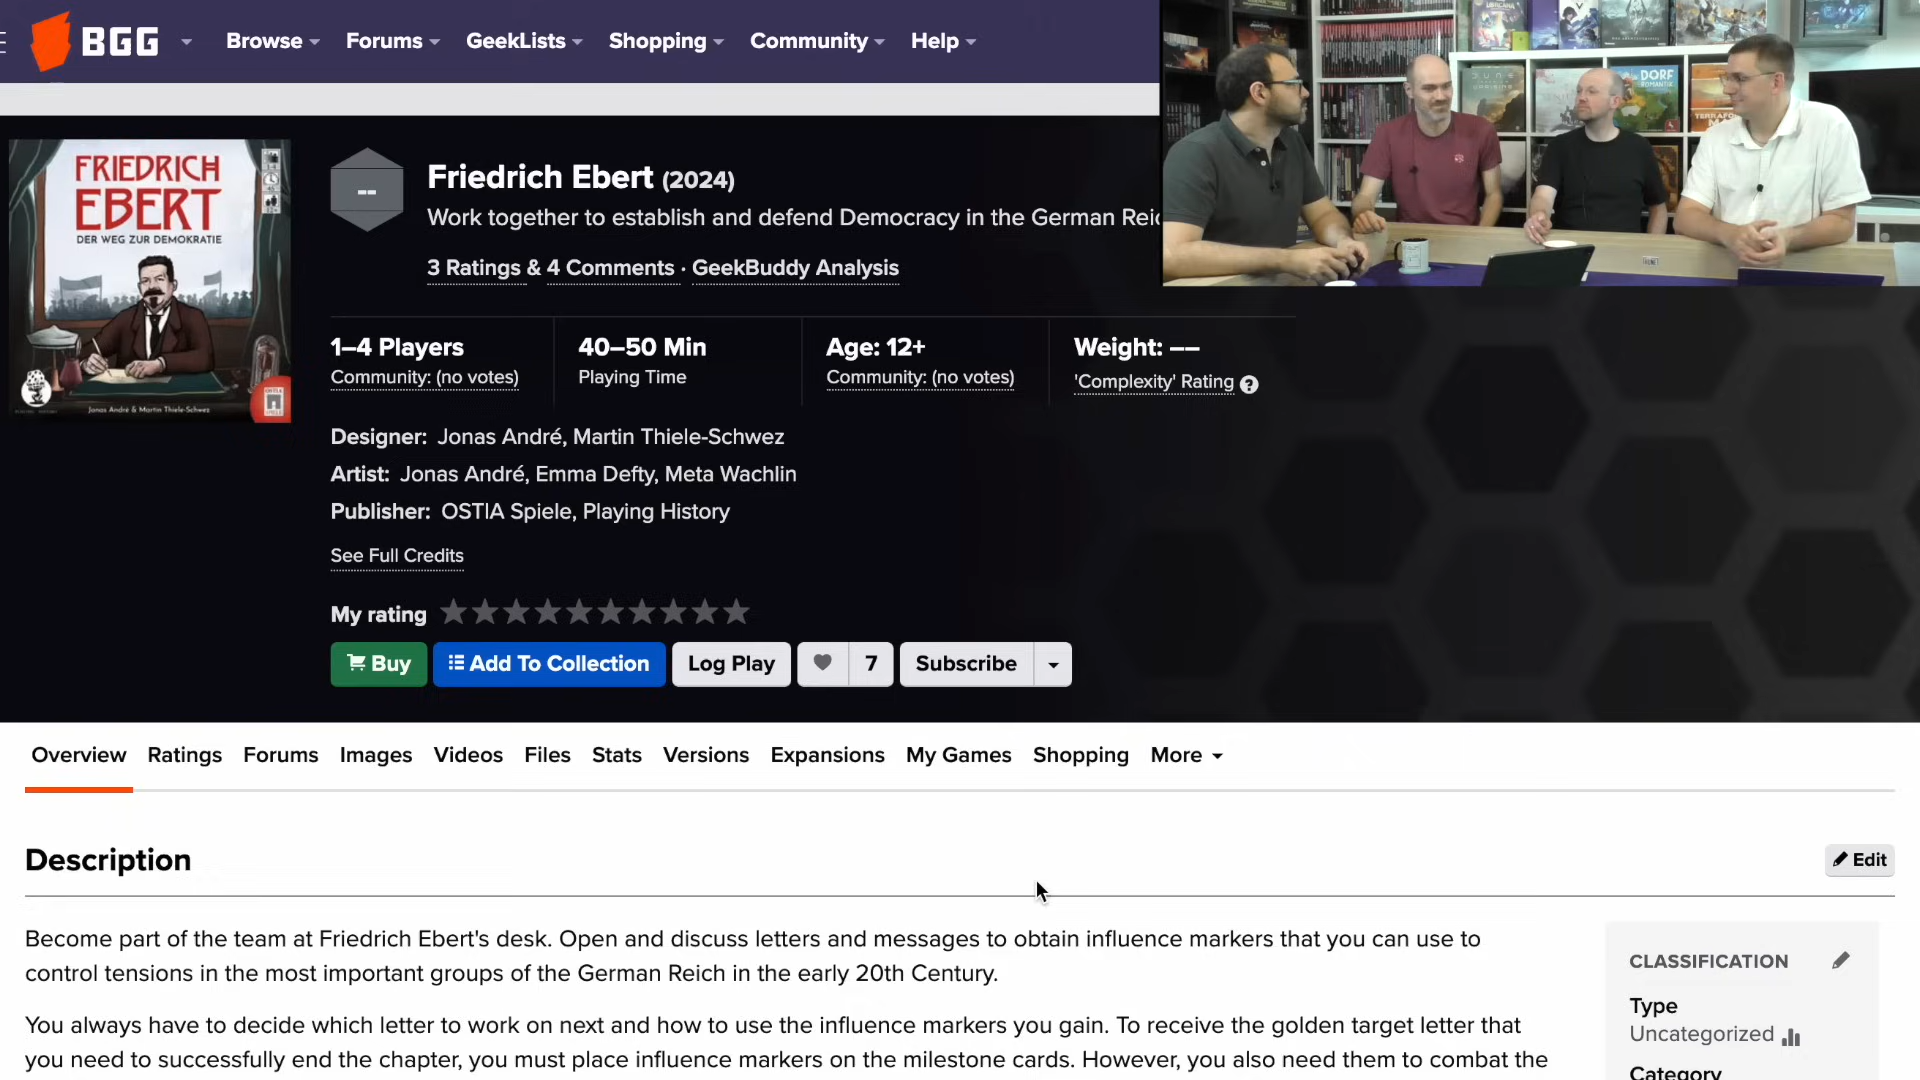 BGG
Browse
Forums
GeekLists
Shopping
Community
Help
FRIEDRICH
EBERT
DER WEG ZUR DEMOKRATIE
Jonas André & Martin Thiele-Schwez
--
Friedrich Ebert (2024)
Work together to establish and defend Democracy in the German Reic
3 Ratings & 4 Comments · GeekBuddy Analysis
1–4 Players
Community: (no votes)
40–50 Min
Playing Time
Age: 12+
Community: (no votes)
Weight: ––
'Complexity' Rating ?
Designer: Jonas André, Martin Thiele-Schwez
Artist: Jonas André, Emma Defty, Meta Wachlin
Publisher: OSTIA Spiele, Playing History
See Full Credits
My rating
Buy
Add To Collection
Log Play
7
Subscribe
DUNE
DORF
ROMANTIK
Overview
Ratings
Forums
Images
Videos
Files
Stats
Versions
Expansions
My Games
Shopping
More
Description
Edit
Become part of the team at Friedrich Ebert's desk. Open and discuss letters and messages to obtain influence markers that you can use to
control tensions in the most important groups of the German Reich in the early 20th Century.
You always have to decide which letter to work on next and how to use the influence markers you gain. To receive the golden target letter that
you need to successfully end the chapter, you must place influence markers on the milestone cards. However, you also need them to combat the
CLASSIFICATION
Type
Uncategorized
Category